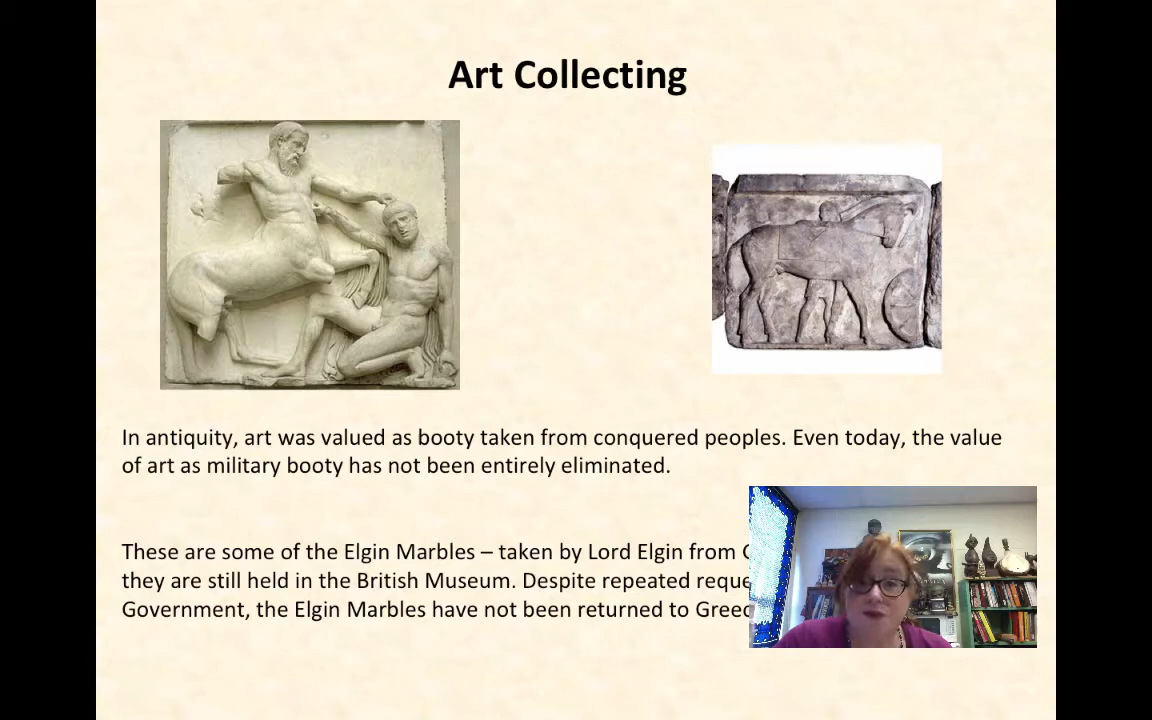 Art Collecting
In antiquity, art was valued as booty taken from conquered peoples. Even today, the value
of art as military booty has not been entirely eliminated.
These are some of the Elgin Marbles – taken by Lord Elgin from
they are still held in the British Museum. Despite repeated
Government, the Elgin Marbles have not been returned to